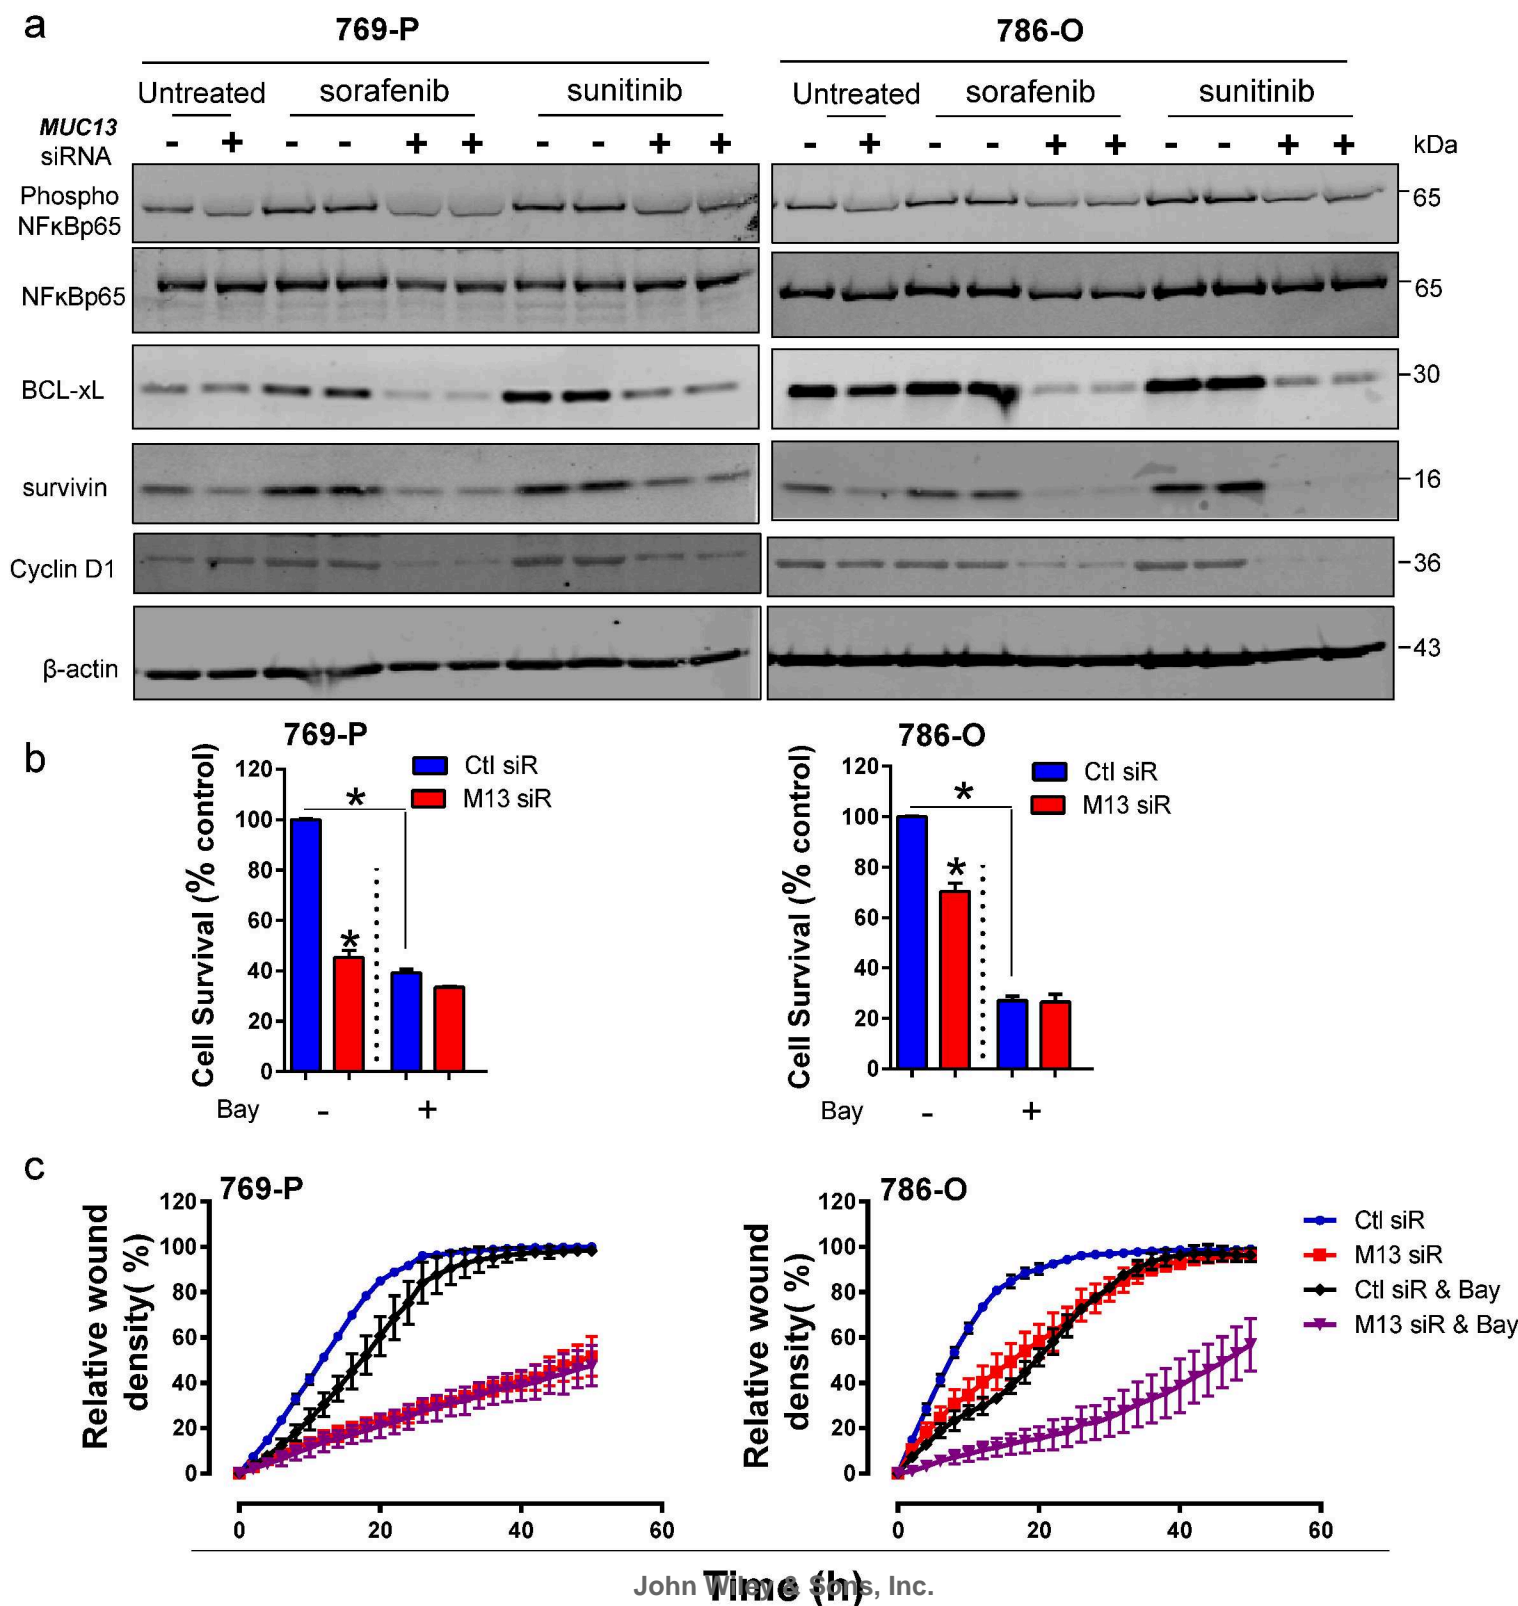 a
769-P
786-O
Untreated sorafenib sunitinib
Untreated sorafenib sunitinib
MUC13
siRNA
- + - - + + - - + +
- + - - + + - - + +
kDa
Phospho
NFκBp65
65
NFκBp65
65
BCL-xL
30
survivin
16
Cyclin D1
36
β-actin
43
b
769-P
Ctl siR
M13 siR
Cell Survival (% control)
120
100
80
60
40
20
0
*
*
Bay - +
786-O
Ctl siR
M13 siR
Cell Survival (% control)
120
100
80
60
40
20
0
*
*
Bay - +
c
769-P
Relative wound
density( %)
120
100
80
60
40
20
0
0 20 40 60
786-O
Relative wound
density( %)
120
100
80
60
40
20
0
0 20 40 60
Ctl siR
M13 siR
Ctl siR & Bay
M13 siR & Bay
Time (h)
John Wiley & Sons, Inc.